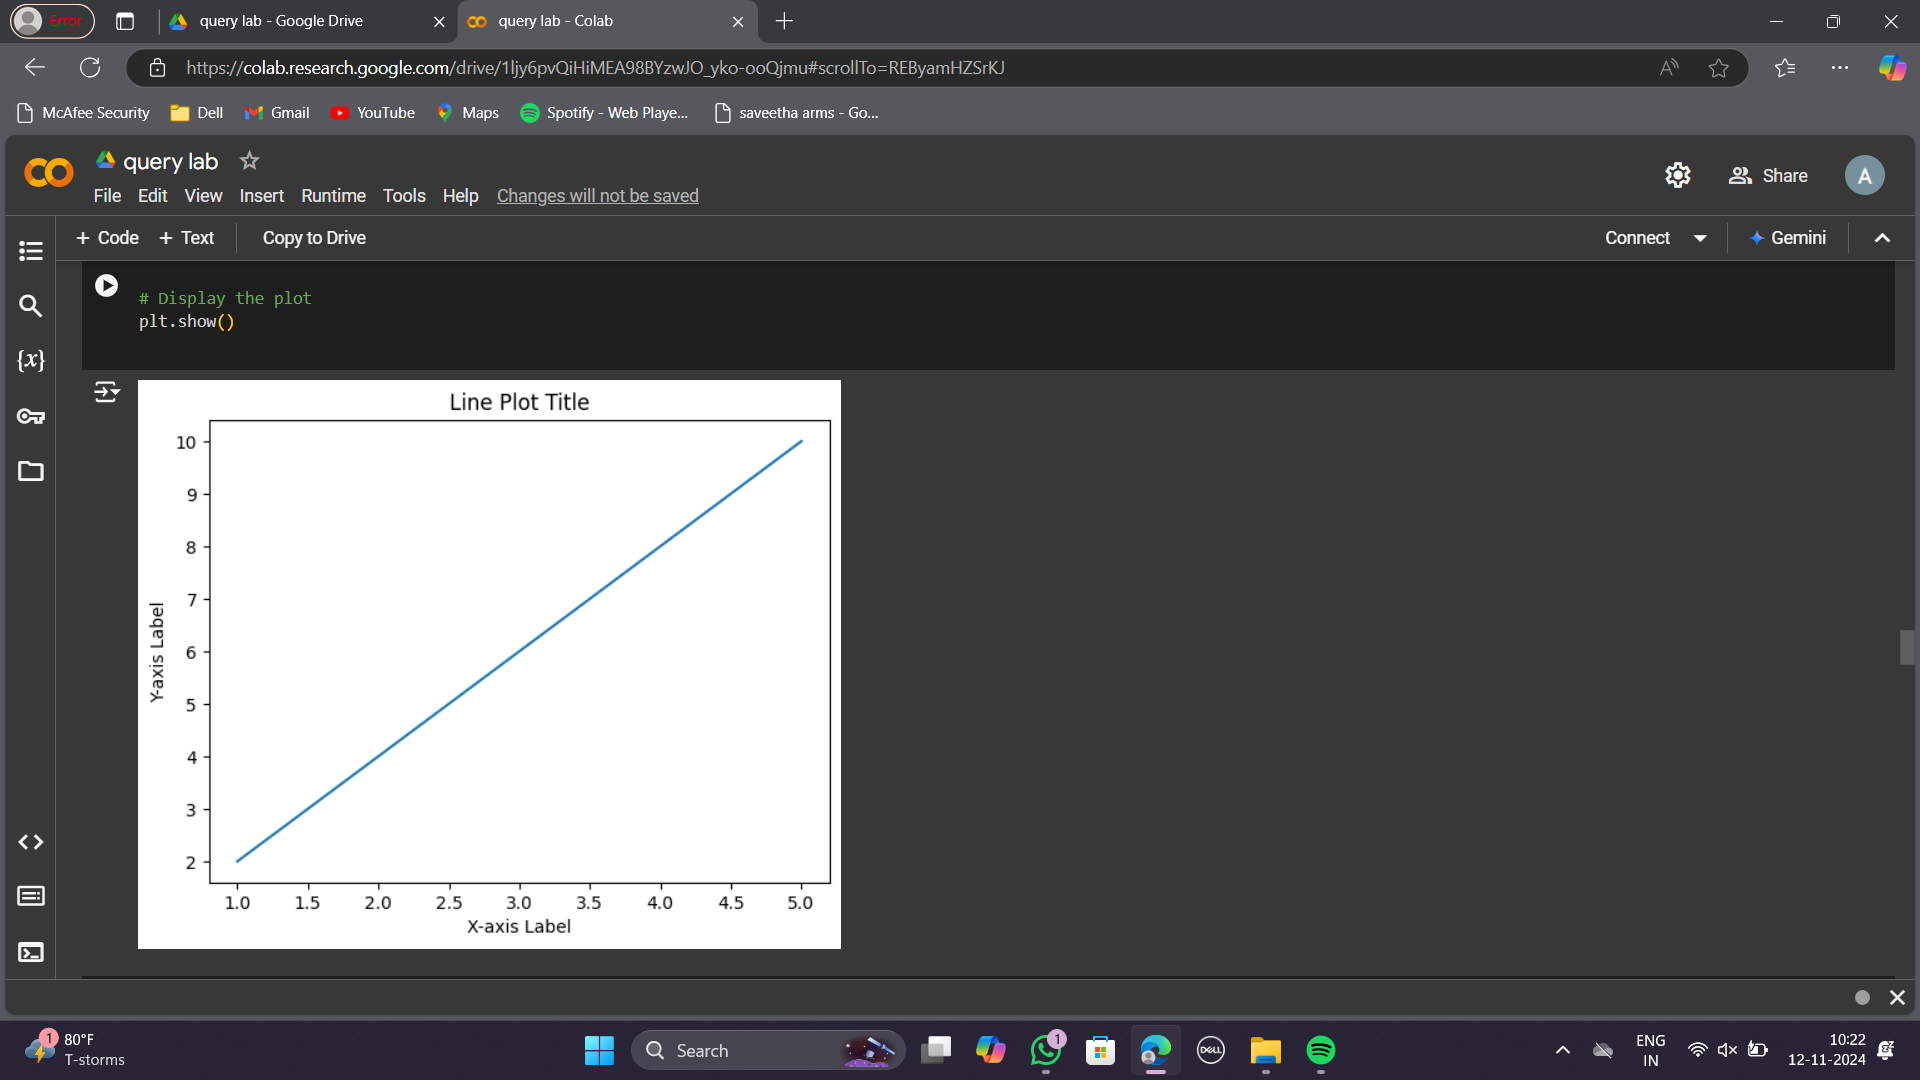 Error
query lab - Google Drive
query lab - Colab
https://colab.research.google.com/drive/1ljy6pvQiHiMEA98BYzwJO_yko-ooQjmu#scrollTo=REByamHZSrKJ
McAfee Security
Dell
Gmail
YouTube
Maps
Spotify - Web Playe...
saveetha arms - Go...
query lab
File Edit View Insert Runtime Tools Help Changes will not be saved
Share
A
+ Code + Text Copy to Drive
Connect
Gemini
# Display the plot
plt.show()
{x}
Line Plot Title
10
9
8
7
6
5
4
3
2
Y-axis Label
1.0 1.5 2.0 2.5 3.0 3.5 4.0 4.5 5.0
X-axis Label
1
80°F
T-storms
Search
1
DELL
ENG
IN
10:22
12-11-2024